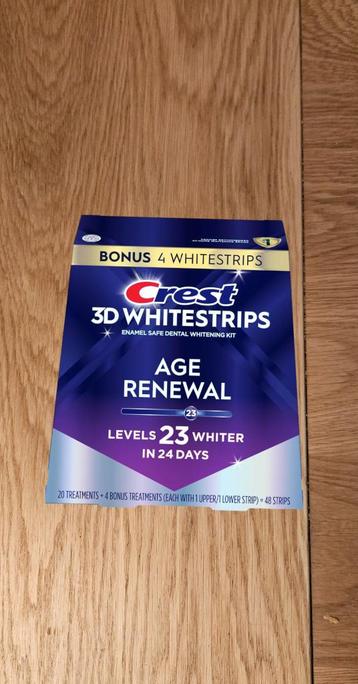 BONUS 4 WHITESTRIPS
Crest
3D WHITESTRIPS
ENAMEL SAFE DENTAL WHITENING KIT
AGE
RENEWAL
23
LEVELS 23 WHITER
IN 24 DAYS
20 TREATMENTS + 4 BONUS TREATMENTS (EACH WITH 1 UPPER/1 LOWER STRIP) = 48 STRIPS